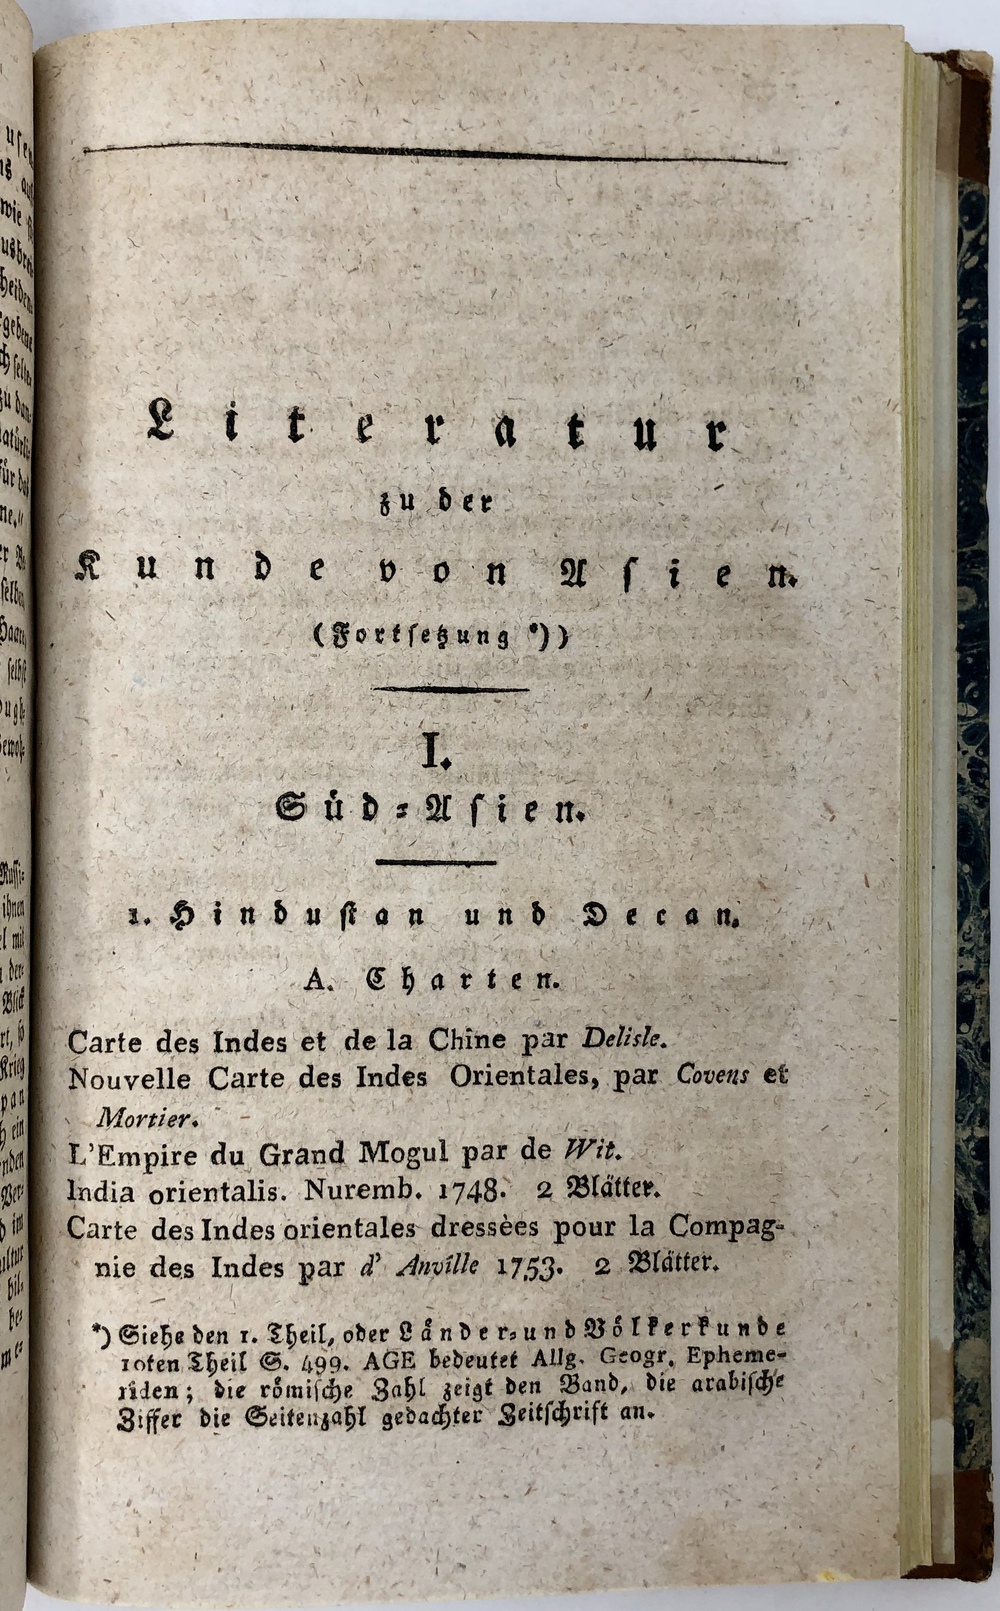 Literatur
zu der
Kunde von Asien.
(Fortsetzung *))
I.
Süd-Asien.
1. Hindustan und Decan.
A. Charten.
Carte des Indes et de la Chine par Delisle.
Nouvelle Carte des Indes Orientales, par Covens et
Mortier.
L'Empire du Grand Mogul par de Wit.
India orientalis. Nuremb. 1748. 2 Blätter.
Carte des Indes orientales dressèes pour la Compag-
nie des Indes par d' Anville 1753. 2 Blätter.
*) Siehe den 1. Theil, oder Länder- und Völkerkunde
10ten Theil S. 499. AGE bedeutet Allg. Geogr. Epheme-
riden; die römische Zahl zeigt den Band, die arabische
Ziffer die Seitenzahl gedachter Zeitschrift an.